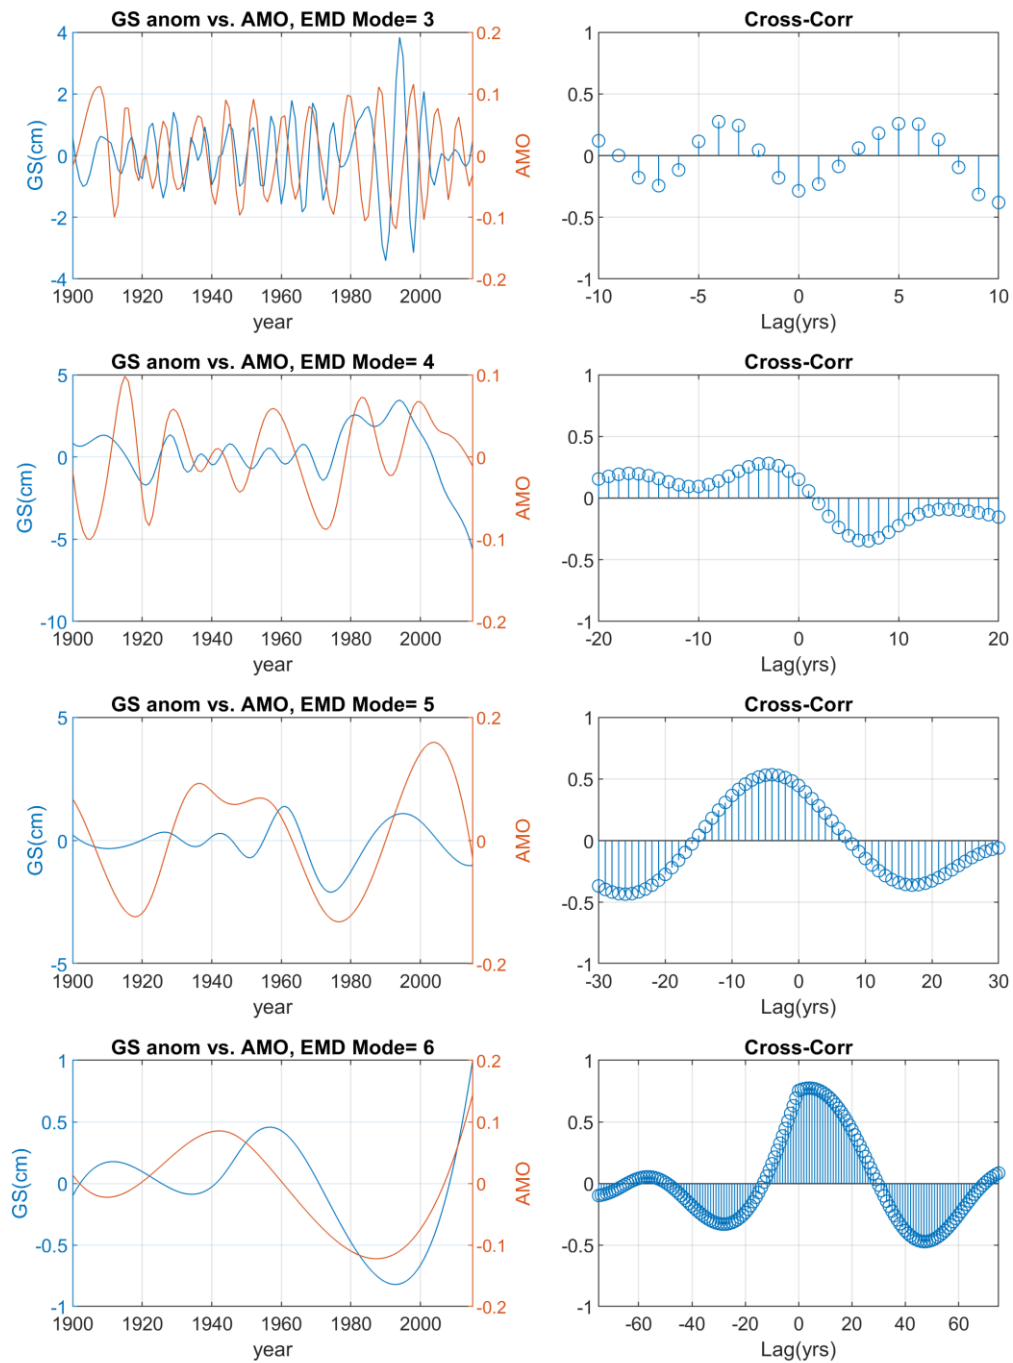 GS anom vs. AMO, EMD Mode= 3
4
2
0
-2
-4
GS(cm)
0.2
0.1
0
-0.1
-0.2
AMO
1900 1920 1940 1960 1980 2000
year
Cross-Corr
1
0.5
0
-0.5
-1
-10 -5 0 5 10
Lag(yrs)
GS anom vs. AMO, EMD Mode= 4
5
0
-5
-10
GS(cm)
0.1
0
-0.1
-0.2
AMO
1900 1920 1940 1960 1980 2000
year
Cross-Corr
1
0.5
0
-0.5
-1
-20 -10 0 10 20
Lag(yrs)
GS anom vs. AMO, EMD Mode= 5
5
0
-5
GS(cm)
0.2
0
-0.2
AMO
1900 1920 1940 1960 1980 2000
year
Cross-Corr
1
0.5
0
-0.5
-1
-30 -20 -10 0 10 20 30
Lag(yrs)
GS anom vs. AMO, EMD Mode= 6
1
0.5
0
-0.5
-1
GS(cm)
0.2
0.1
0
-0.1
-0.2
AMO
1900 1920 1940 1960 1980 2000
year
Cross-Corr
1
0.5
0
-0.5
-1
-60 -40 -20 0 20 40 60
Lag(yrs)